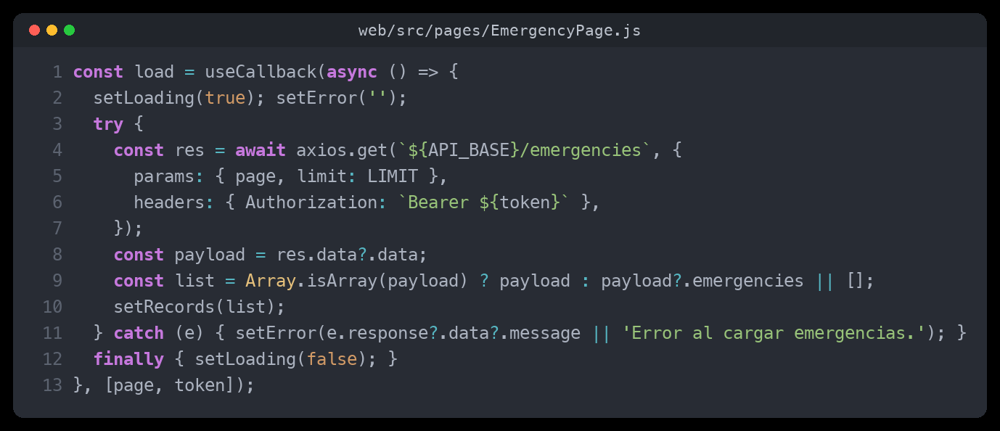 web/src/pages/EmergencyPage.js
1 const load = useCallback(async () => {
2   setLoading(true); setError('');
3   try {
4     const res = await axios.get(`${API_BASE}/emergencies`, {
5       params: { page, limit: LIMIT },
6       headers: { Authorization: `Bearer ${token}` },
7     });
8     const payload = res.data?.data;
9     const list = Array.isArray(payload) ? payload : payload?.emergencies || [];
10     setRecords(list);
11   } catch (e) { setError(e.response?.data?.message || 'Error al cargar emergencias.'); }
12   finally { setLoading(false); }
13 }, [page, token]);